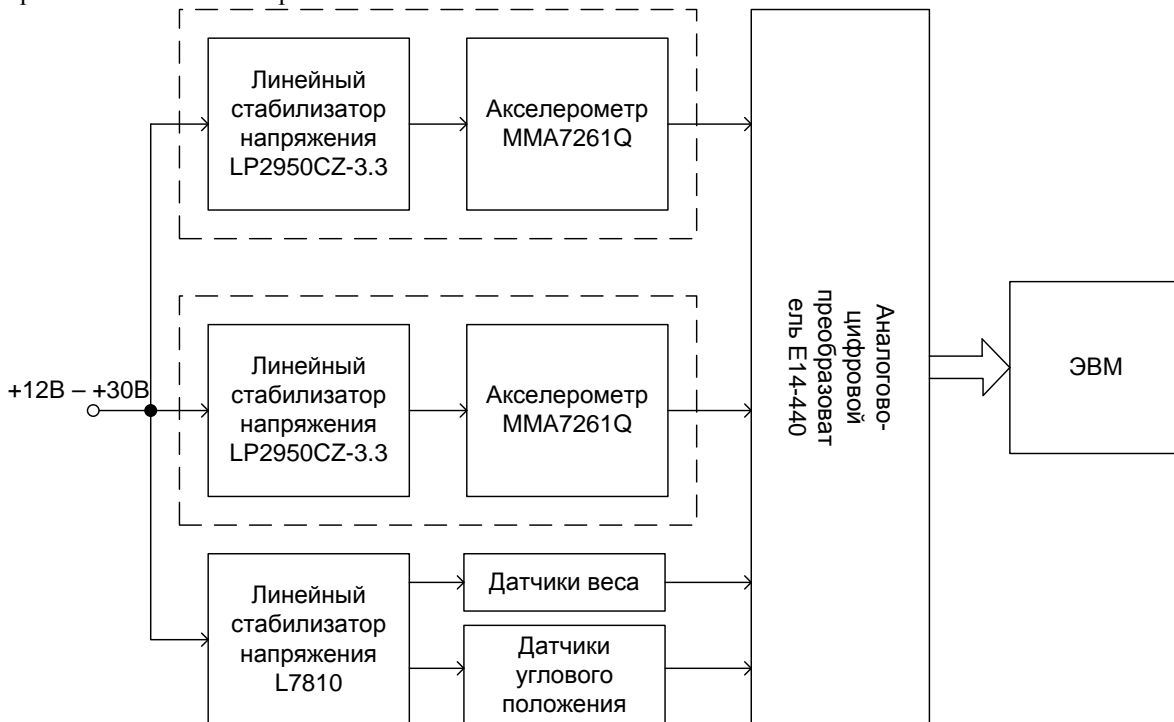 Линейный
стабилизатор
напряжения
LP2950CZ-3.3
Акселерометр
MMA7261Q
Линейный
стабилизатор
напряжения
LP2950CZ-3.3
Акселерометр
MMA7261Q
+12В – +30В
Линейный
стабилизатор
напряжения
L7810
Датчики веса
Датчики
углового
положения
Аналогово-
цифровой
преобразоват
ель E14-440
ЭВМ